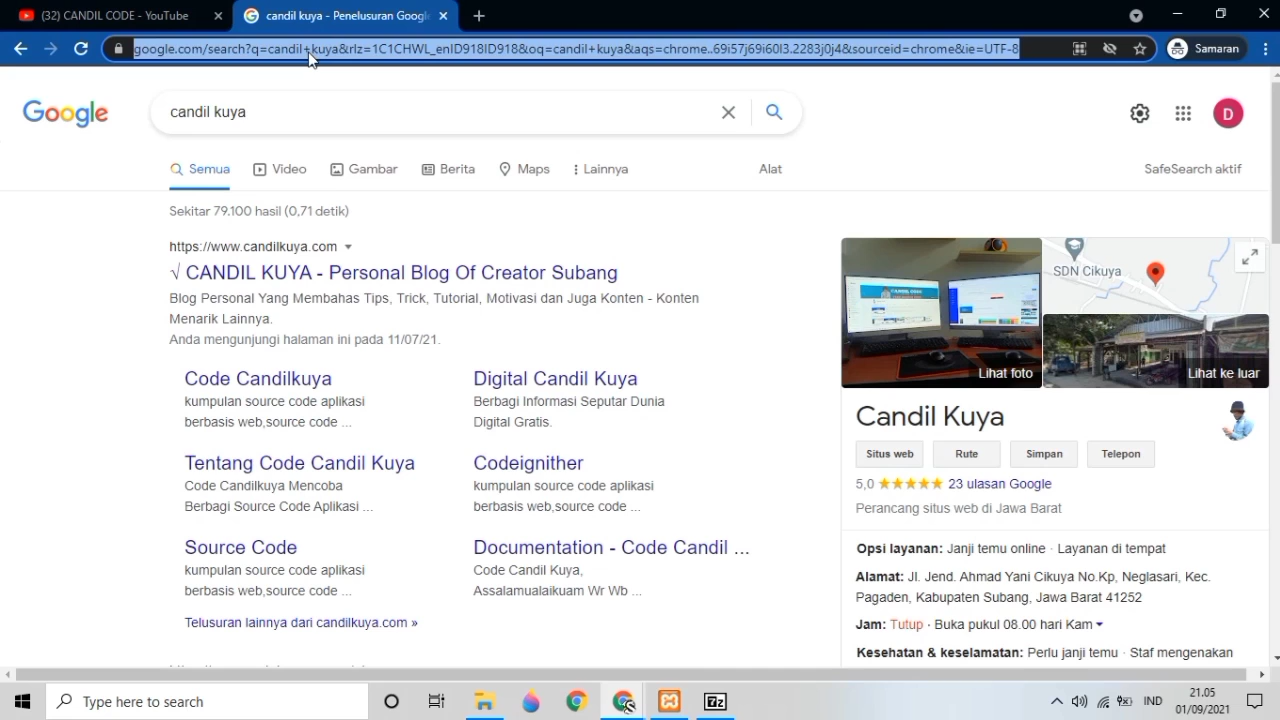 (32) CANDIL CODE - YouTube
candil kuya - Penelusuran Google
google.com/search?q=candil+kuya&rlz=1C1CHWL_enID918ID918&oq=candil+kuya&aqs=chrome..69i57j69i60l3.2283j0j4&sourceid=chrome&ie=UTF-8
Samaran
Google
candil kuya
D
Semua
Video
Gambar
Berita
Maps
Lainnya
Alat
SafeSearch aktif
Sekitar 79.100 hasil (0,71 detik)
https://www.candilkuya.com
√ CANDIL KUYA - Personal Blog Of Creator Subang
Blog Personal Yang Membahas Tips, Trick, Tutorial, Motivasi dan Juga Konten - Konten
Menarik Lainnya.
Anda mengunjungi halaman ini pada 11/07/21.
Code Candilkuya
kumpulan source code aplikasi
berbasis web,source code ...
Digital Candil Kuya
Berbagi Informasi Seputar Dunia
Digital Gratis.
Tentang Code Candil Kuya
Code Candilkuya Mencoba
Berbagi Source Code Aplikasi ...
Codeignither
kumpulan source code aplikasi
berbasis web,source code ...
Source Code
kumpulan source code aplikasi
berbasis web,source code ...
Documentation - Code Candil ...
Code Candil Kuya,
Assalamualaikum Wr Wb ...
Telusuran lainnya dari candilkuya.com »
SDN Cikuya
Lihat foto
Lihat ke luar
Candil Kuya
Situs web
Rute
Simpan
Telepon
5,0 ★★★★★ 23 ulasan Google
Perancang situs web di Jawa Barat
Opsi layanan: Janji temu online · Layanan di tempat
Alamat: Jl. Jend. Ahmad Yani Cikuya No.Kp, Neglasari, Kec.
Pagaden, Kabupaten Subang, Jawa Barat 41252
Jam: Tutup · Buka pukul 08.00 hari Kam
Kesehatan & keselamatan: Perlu janji temu · Staf mengenakan
Type here to search
7z
IND
21.05
01/09/2021